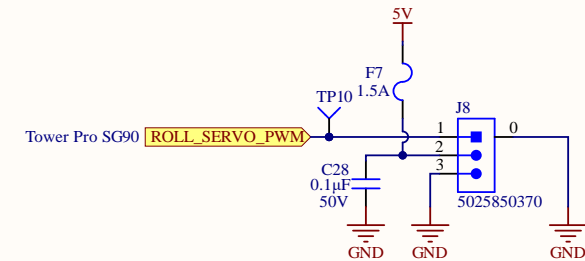 5V
F7
1.5A
TP10
J8
Tower Pro SG90 ROLL_SERVO_PWM
1
0
2
3
C28
0.1µF
50V
5025850370
GND
GND
GND